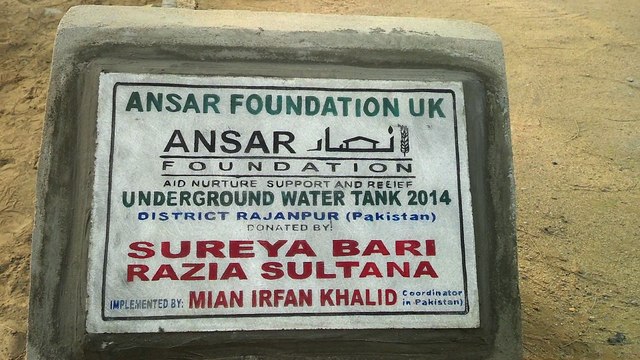 ANSAR FOUNDATION UK
ANSAR انصار
FOUNDATION
AID NURTURE SUPPORT AND RELIEF
UNDERGROUND WATER TANK 2014
DISTRICT RAJANPUR (Pakistan)
DONATED BY:
SUREYA BARI
RAZIA SULTANA
IMPLEMENTED BY: MIAN IRFAN KHALID Coordinator
in Pakistan)